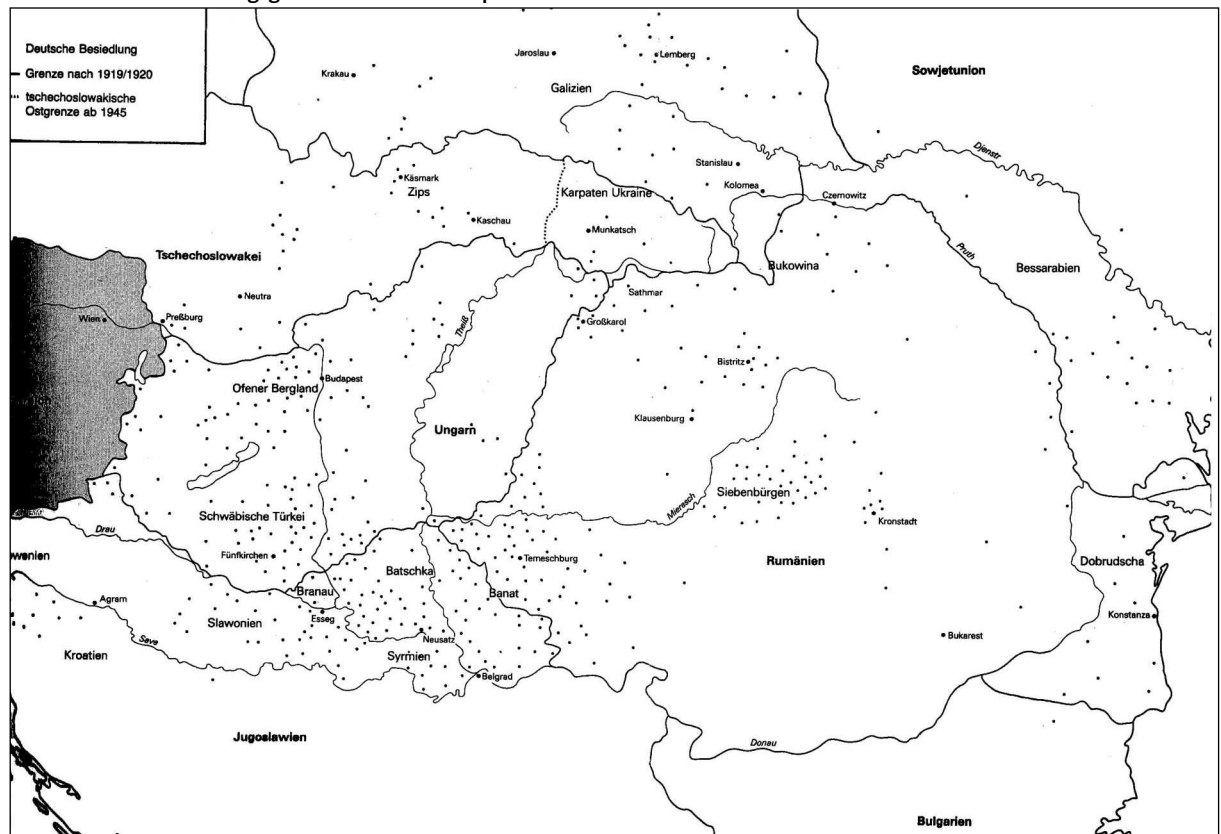 Deutsche Besiedlung
Grenze nach 1919/1920
tschechoslowakische
Ostgrenze ab 1945
Jaroslau
Lemberg
Krakau
Galizien
Sowjetunion
Djenstr
Stanislau
Käsmark
Zips
Karpaten Ukraine
Kolomea
Czernowitz
Kaschau
Munkatsch
Pruth
Tschechoslowakei
Bukowina
Bessarabien
Neutra
Sathmar
Wien
Preßburg
Theiß
Großkarol
Bistritz
Ofener Bergland
Budapest
Klausenburg
Ungarn
Mieresch
Siebenbürgen
Schwäbische Türkei
Kronstadt
Drau
Fünfkirchen
Temeschburg
Rumänien
Dobrudscha
Batschka
Branau
Banat
Agram
Esseg
Konstanza
Slawonien
Neusatz
Bukarest
Save
Syrmien
Kroatien
Belgrad
Jugoslawien
Donau
Bulgarien